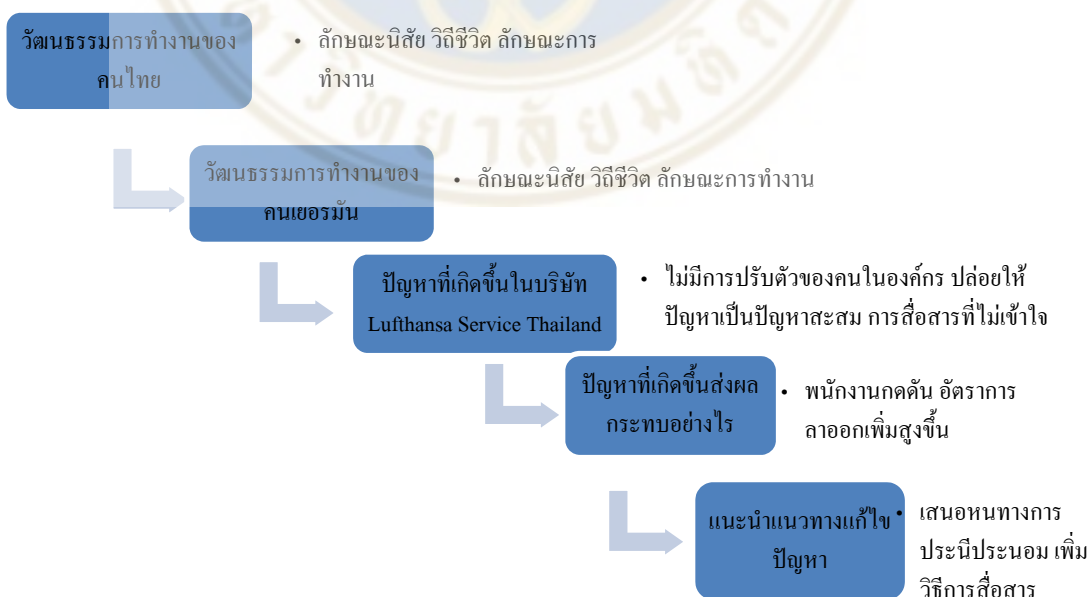 วัฒนธรรมการทำงานของ
คนไทย
• ลักษณะนิสัย วิถีชีวิต ลักษณะการ
ทำงาน
วัฒนธรรมการทำงานของ
คนเยอรมัน
• ลักษณะนิสัย วิถีชีวิต ลักษณะการทำงาน
ปัญหาที่เกิดขึ้นในบริษัท
Lufthansa Service Thailand
• ไม่มีการปรับตัวของคนในองค์กร ปล่อยให้
ปัญหาเป็นปัญหาสะสม การสื่อสารที่ไม่เข้าใจ
ปัญหาที่เกิดขึ้นส่งผล
กระทบอย่างไร
• พนักงานกดดัน อัตราการ
ลาออกเพิ่มสูงขึ้น
แนะนำแนวทางแก้ไข
ปัญหา
• เสนอหนทางการ
ประนีประนอม เพิ่ม
วิธีการสื่อสาร